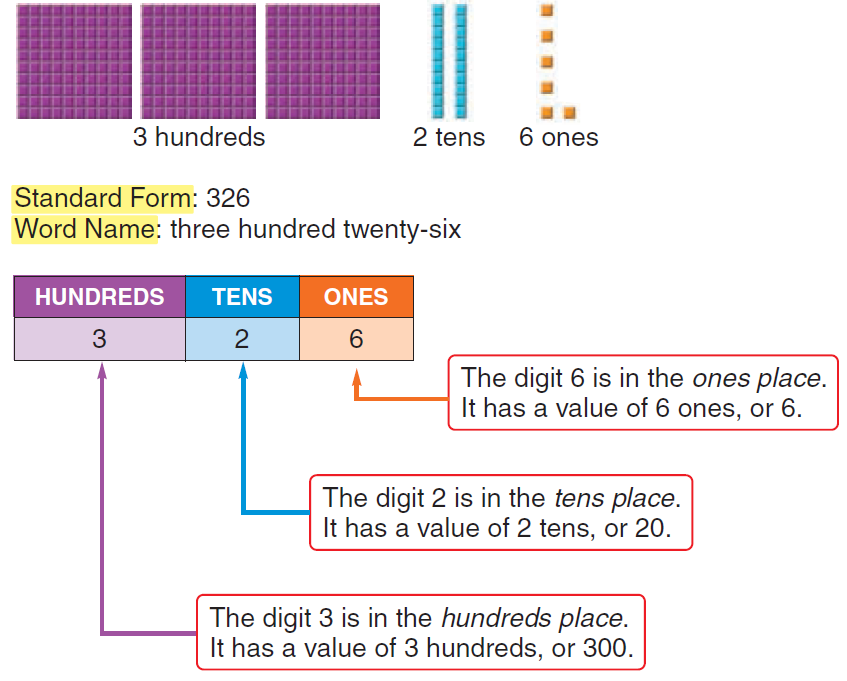 3 hundreds 2 tens 6 ones
Standard Form: 326
Word Name: three hundred twenty-six
HUNDREDS TENS ONES
3 2 6
The digit 6 is in the ones place.
It has a value of 6 ones, or 6.
The digit 2 is in the tens place.
It has a value of 2 tens, or 20.
The digit 3 is in the hundreds place.
It has a value of 3 hundreds, or 300.